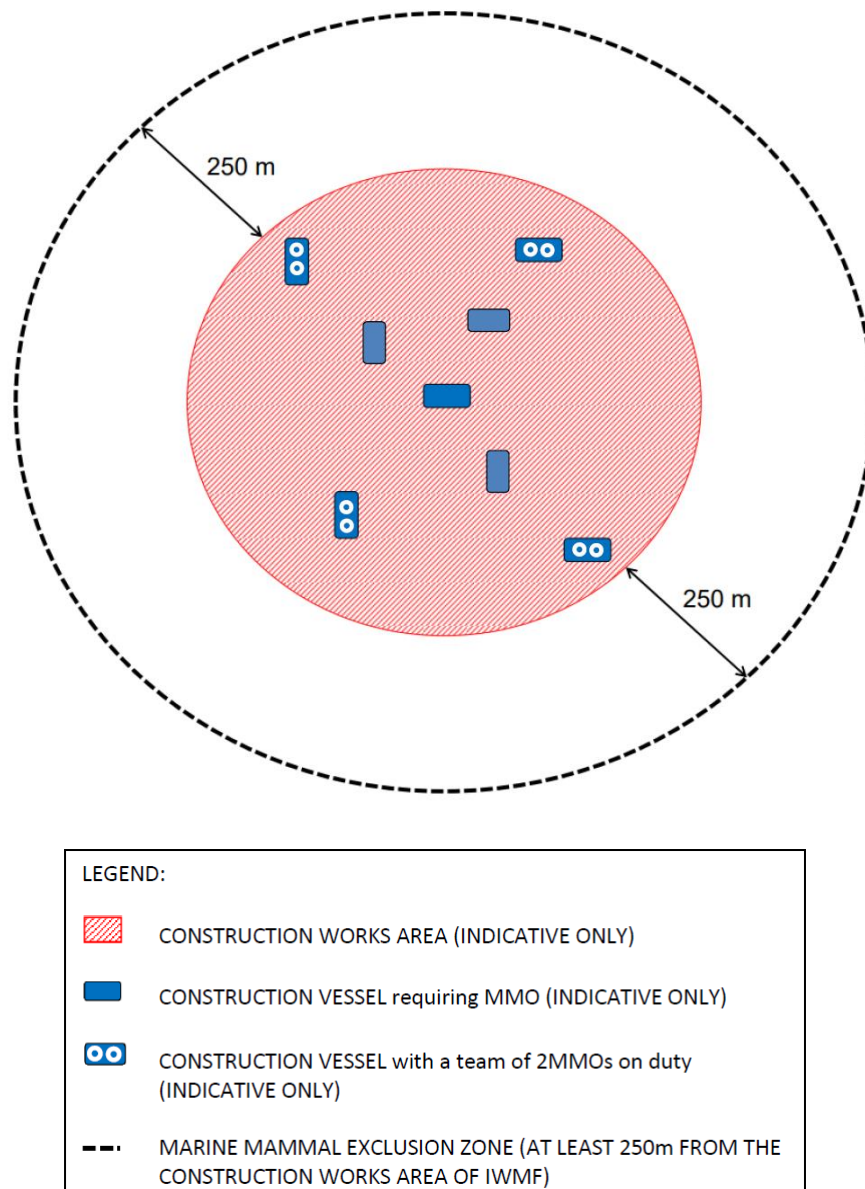 250 m
250 m
LEGEND:
CONSTRUCTION WORKS AREA (INDICATIVE ONLY)
CONSTRUCTION VESSEL requiring MMO (INDICATIVE ONLY)
CONSTRUCTION VESSEL with a team of 2MMOs on duty
(INDICATIVE ONLY)
MARINE MAMMAL EXCLUSION ZONE (AT LEAST 250m FROM THE
CONSTRUCTION WORKS AREA OF IWMF)